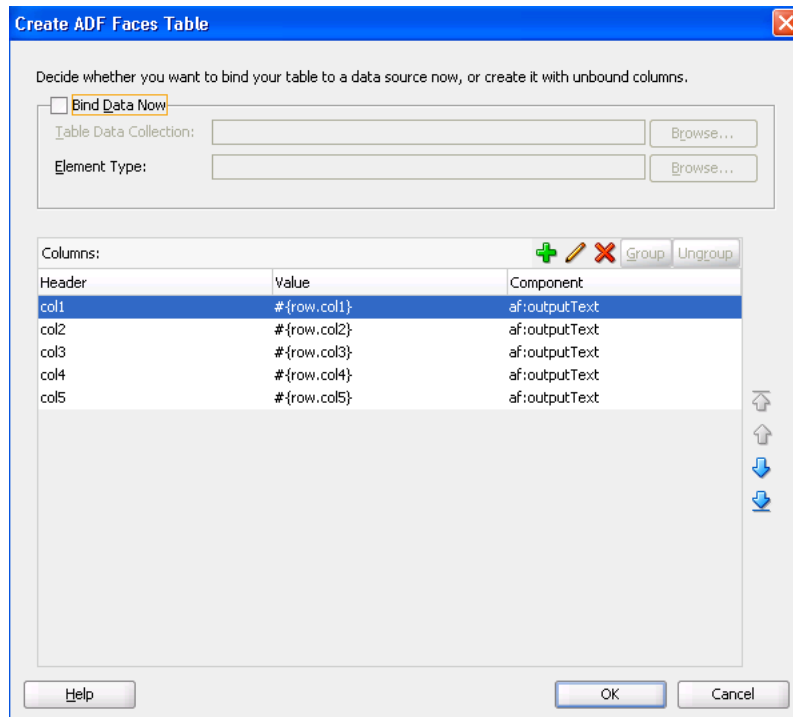 Create ADF Faces Table
Decide whether you want to bind your table to a data source now, or create it with unbound columns.
Bind Data Now
Table Data Collection:
Browse...
Element Type:
Browse...
Columns:
Group Ungroup
Header Value Component
col1 #{row.col1} af:outputText
col2 #{row.col2} af:outputText
col3 #{row.col3} af:outputText
col4 #{row.col4} af:outputText
col5 #{row.col5} af:outputText
Help OK Cancel